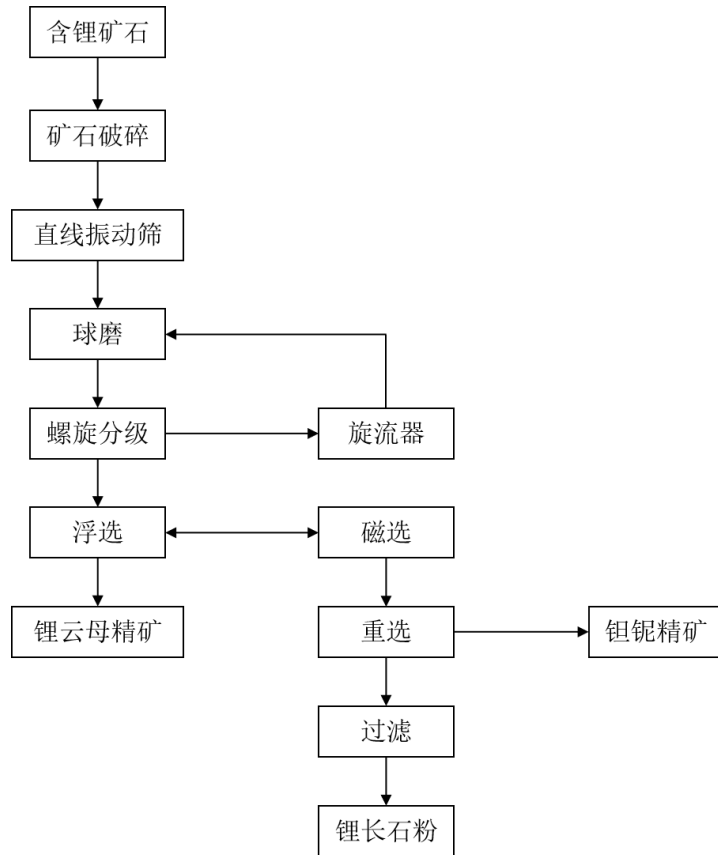 含锂矿石
矿石破碎
直线振动筛
球磨
螺旋分级
旋流器
浮选
磁选
锂云母精矿
重选
钽铌精矿
过滤
锂长石粉